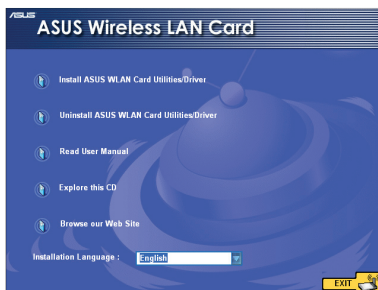 ASUS
ASUS Wireless LAN Card
Install ASUS WLAN Card Utilities/Driver
Uninstall ASUS WLAN Card Utilities/Driver
Read User Manual
Explore this CD
Browse our Web Site
Installation Language : English
EXIT